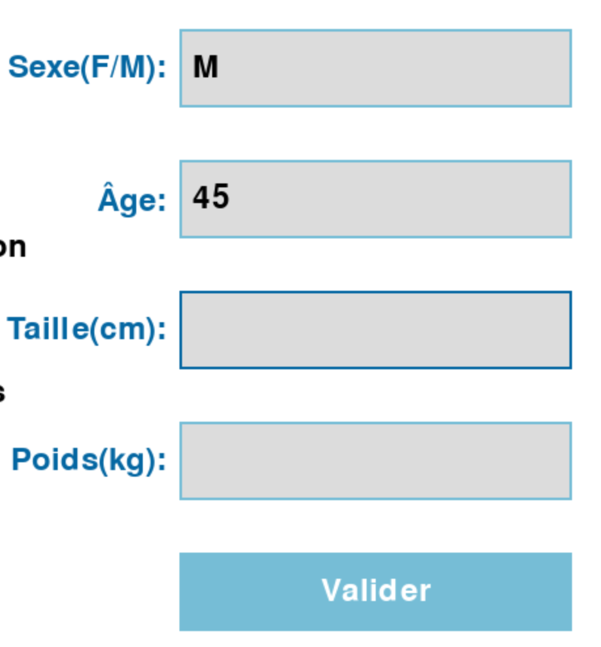 Sexe(F/M): M
Âge: 45
on
Taille(cm):
s
Poids(kg):
Valider